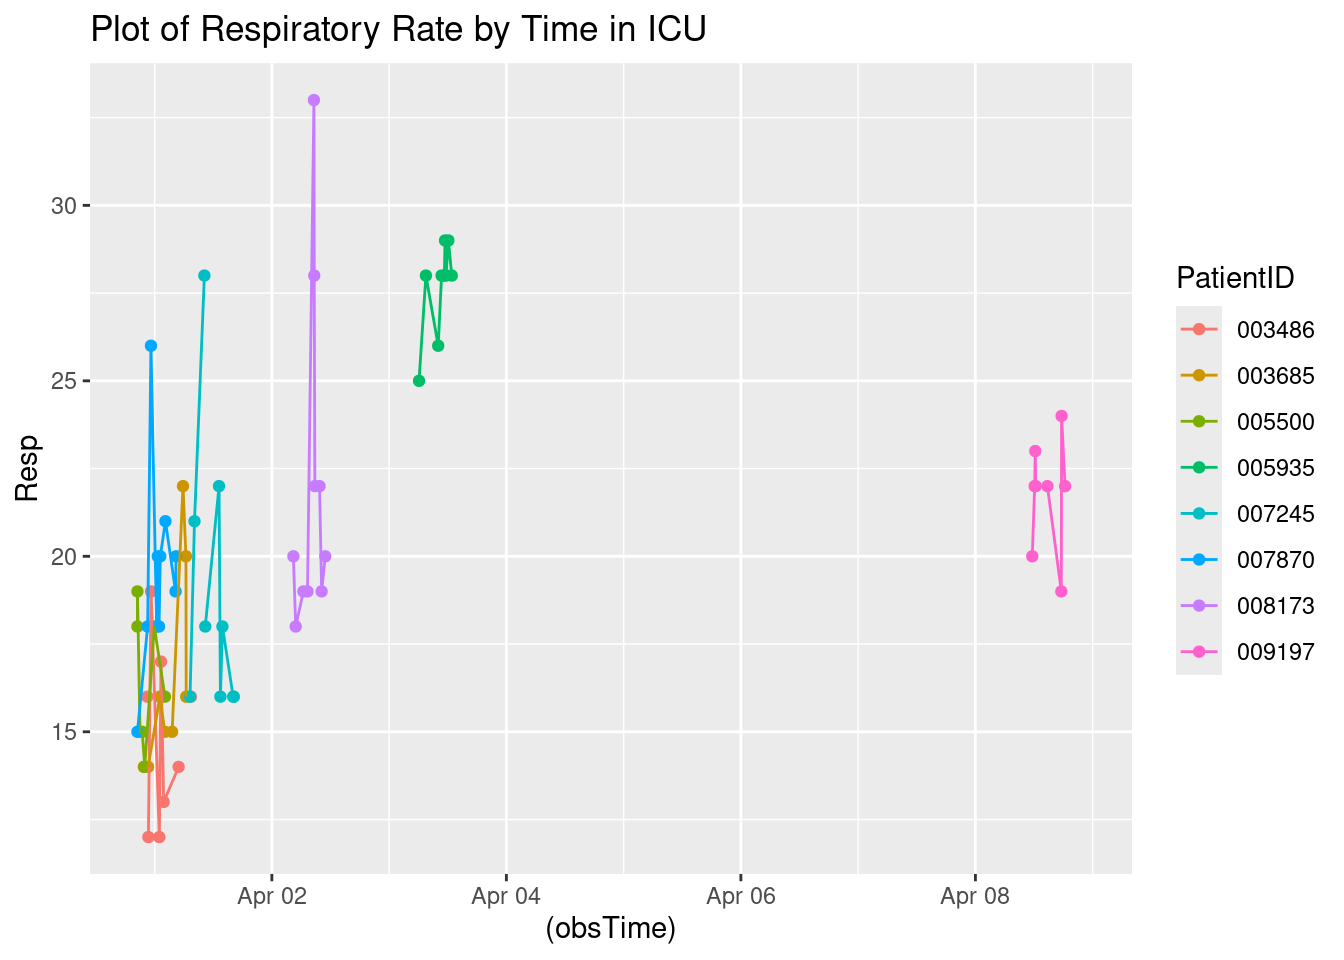 Plot of Respiratory Rate by Time in ICU
30
25
20
15
Resp
Apr 02
Apr 04
Apr 06
Apr 08
(obsTime)
PatientID
003486
003685
005500
005935
007245
007870
008173
009197